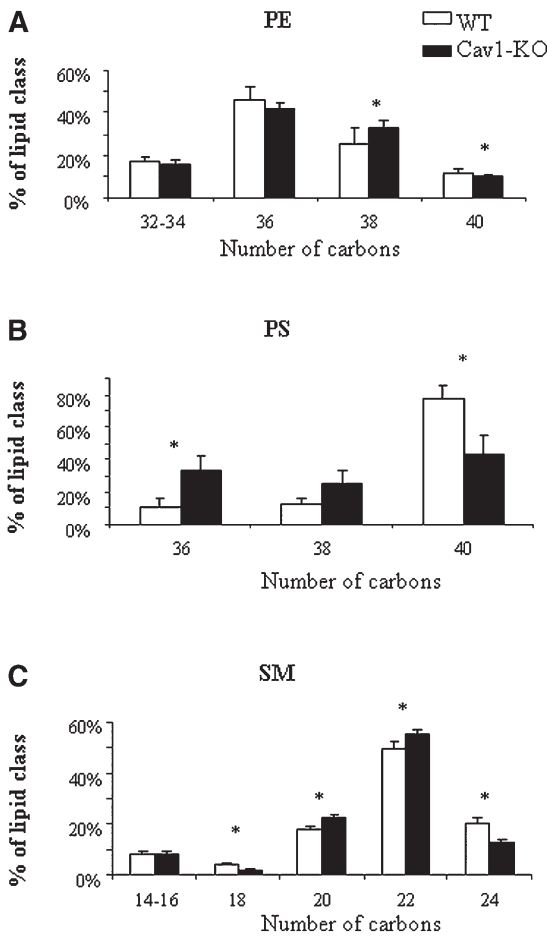 A
PE
WT
Cav1-KO
% of lipid class
60%
40%
20%
0%
*
*
32-34 36 38 40
Number of carbons
B
PS
% of lipid class
80%
60%
40%
20%
0%
*
*
36 38 40
Number of carbons
C
SM
% of lipid class
60%
40%
20%
0%
*
*
*
*
14-16 18 20 22 24
Number of carbons